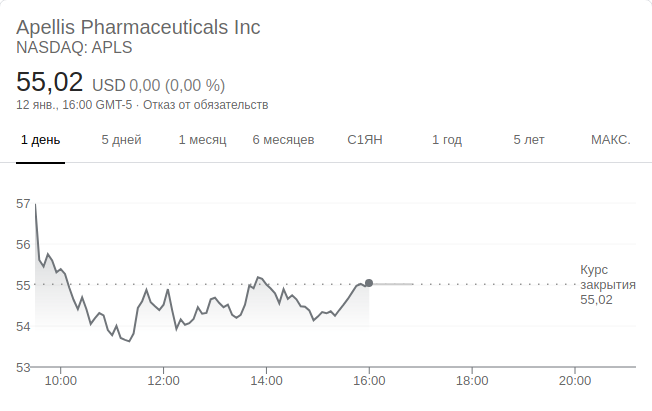 Apellis Pharmaceuticals Inc
NASDAQ: APLS
55,02 USD 0,00 (0,00 %)
12 янв., 16:00 GMT-5 · Отказ от обязательств
1 день 5 дней 1 месяц 6 месяцев С1ЯН 1 год 5 лет МАКС.
57
56
55
54
53
Курс
закрытия
55,02
10:00 12:00 14:00 16:00 18:00 20:00